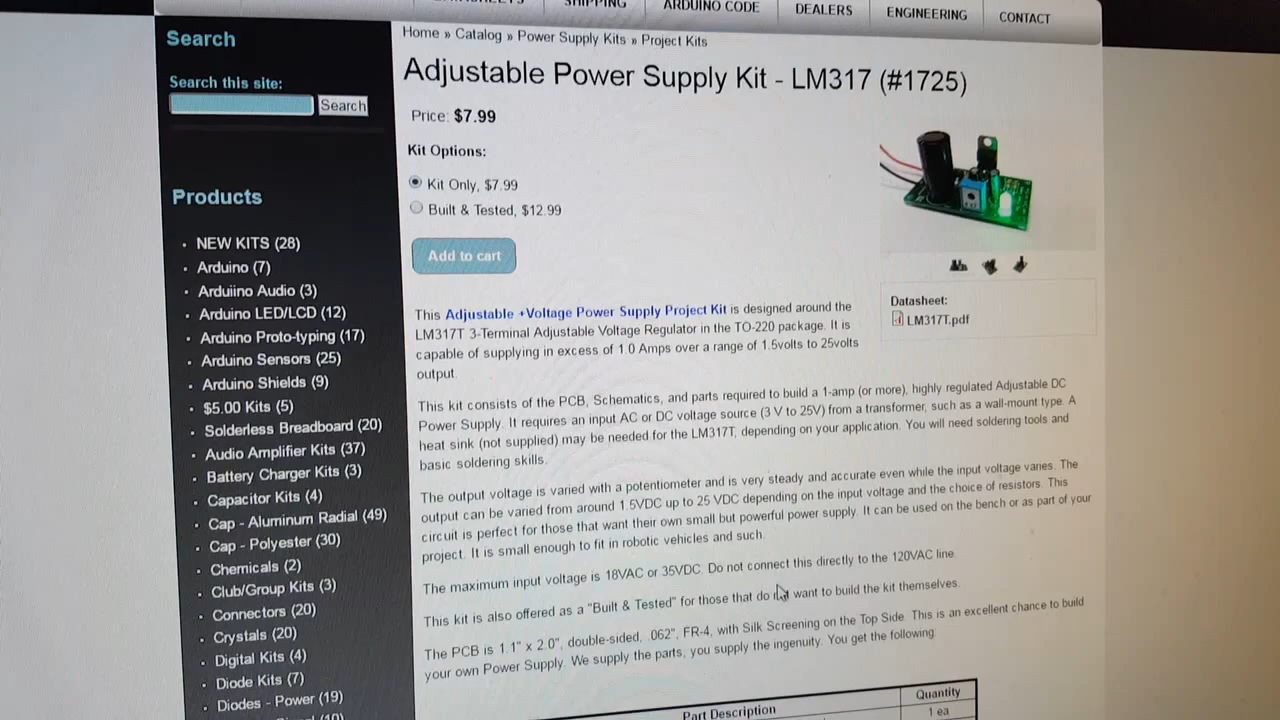 SHIPPING
ARDUINO CODE
DEALERS
ENGINEERING
CONTACT
Search
Search this site:
Search
Products
NEW KITS (28)
Arduino (7)
Arduiino Audio (3)
Arduino LED/LCD (12)
Arduino Proto-typing (17)
Arduino Sensors (25)
Arduino Shields (9)
$5.00 Kits (5)
Solderless Breadboard (20)
Audio Amplifier Kits (37)
Battery Charger Kits (3)
Capacitor Kits (4)
Cap - Aluminum Radial (49)
Cap - Polyester (30)
Chemicals (2)
Club/Group Kits (3)
Connectors (20)
Crystals (20)
Digital Kits (4)
Diode Kits (7)
Diodes - Power (19)
Home » Catalog » Power Supply Kits » Project Kits
Adjustable Power Supply Kit - LM317 (#1725)
Price: $7.99
Kit Options:
Kit Only, $7.99
Built & Tested, $12.99
Add to cart
Datasheet:
LM317T.pdf
This Adjustable +Voltage Power Supply Project Kit is designed around the
LM317T 3-Terminal Adjustable Voltage Regulator in the TO-220 package. It is
capable of supplying in excess of 1.0 Amps over a range of 1.5volts to 25volts
output.
This kit consists of the PCB, Schematics, and parts required to build a 1-amp (or more), highly regulated Adjustable DC
Power Supply. It requires an input AC or DC voltage source (3 V to 25V) from a transformer, such as a wall-mount type. A
heat sink (not supplied) may be needed for the LM317T, depending on your application. You will need soldering tools and
basic soldering skills.
The output voltage is varied with a potentiometer and is very steady and accurate even while the input voltage varies. The
output can be varied from around 1.5VDC up to 25 VDC depending on the input voltage and the choice of resistors. This
circuit is perfect for those that want their own small but powerful power supply. It can be used on the bench or as part of your
project. It is small enough to fit in robotic vehicles and such.
The maximum input voltage is 18VAC or 35VDC. Do not connect this directly to the 120VAC line.
This kit is also offered as a "Built & Tested" for those that do want to build the kit themselves.
The PCB is 1.1" x 2.0", double-sided, .062", FR-4, with Silk Screening on the Top Side. This is an excellent chance to build
your own Power Supply. We supply the parts, you supply the ingenuity. You get the following:
Part Description
Quantity
1 ea